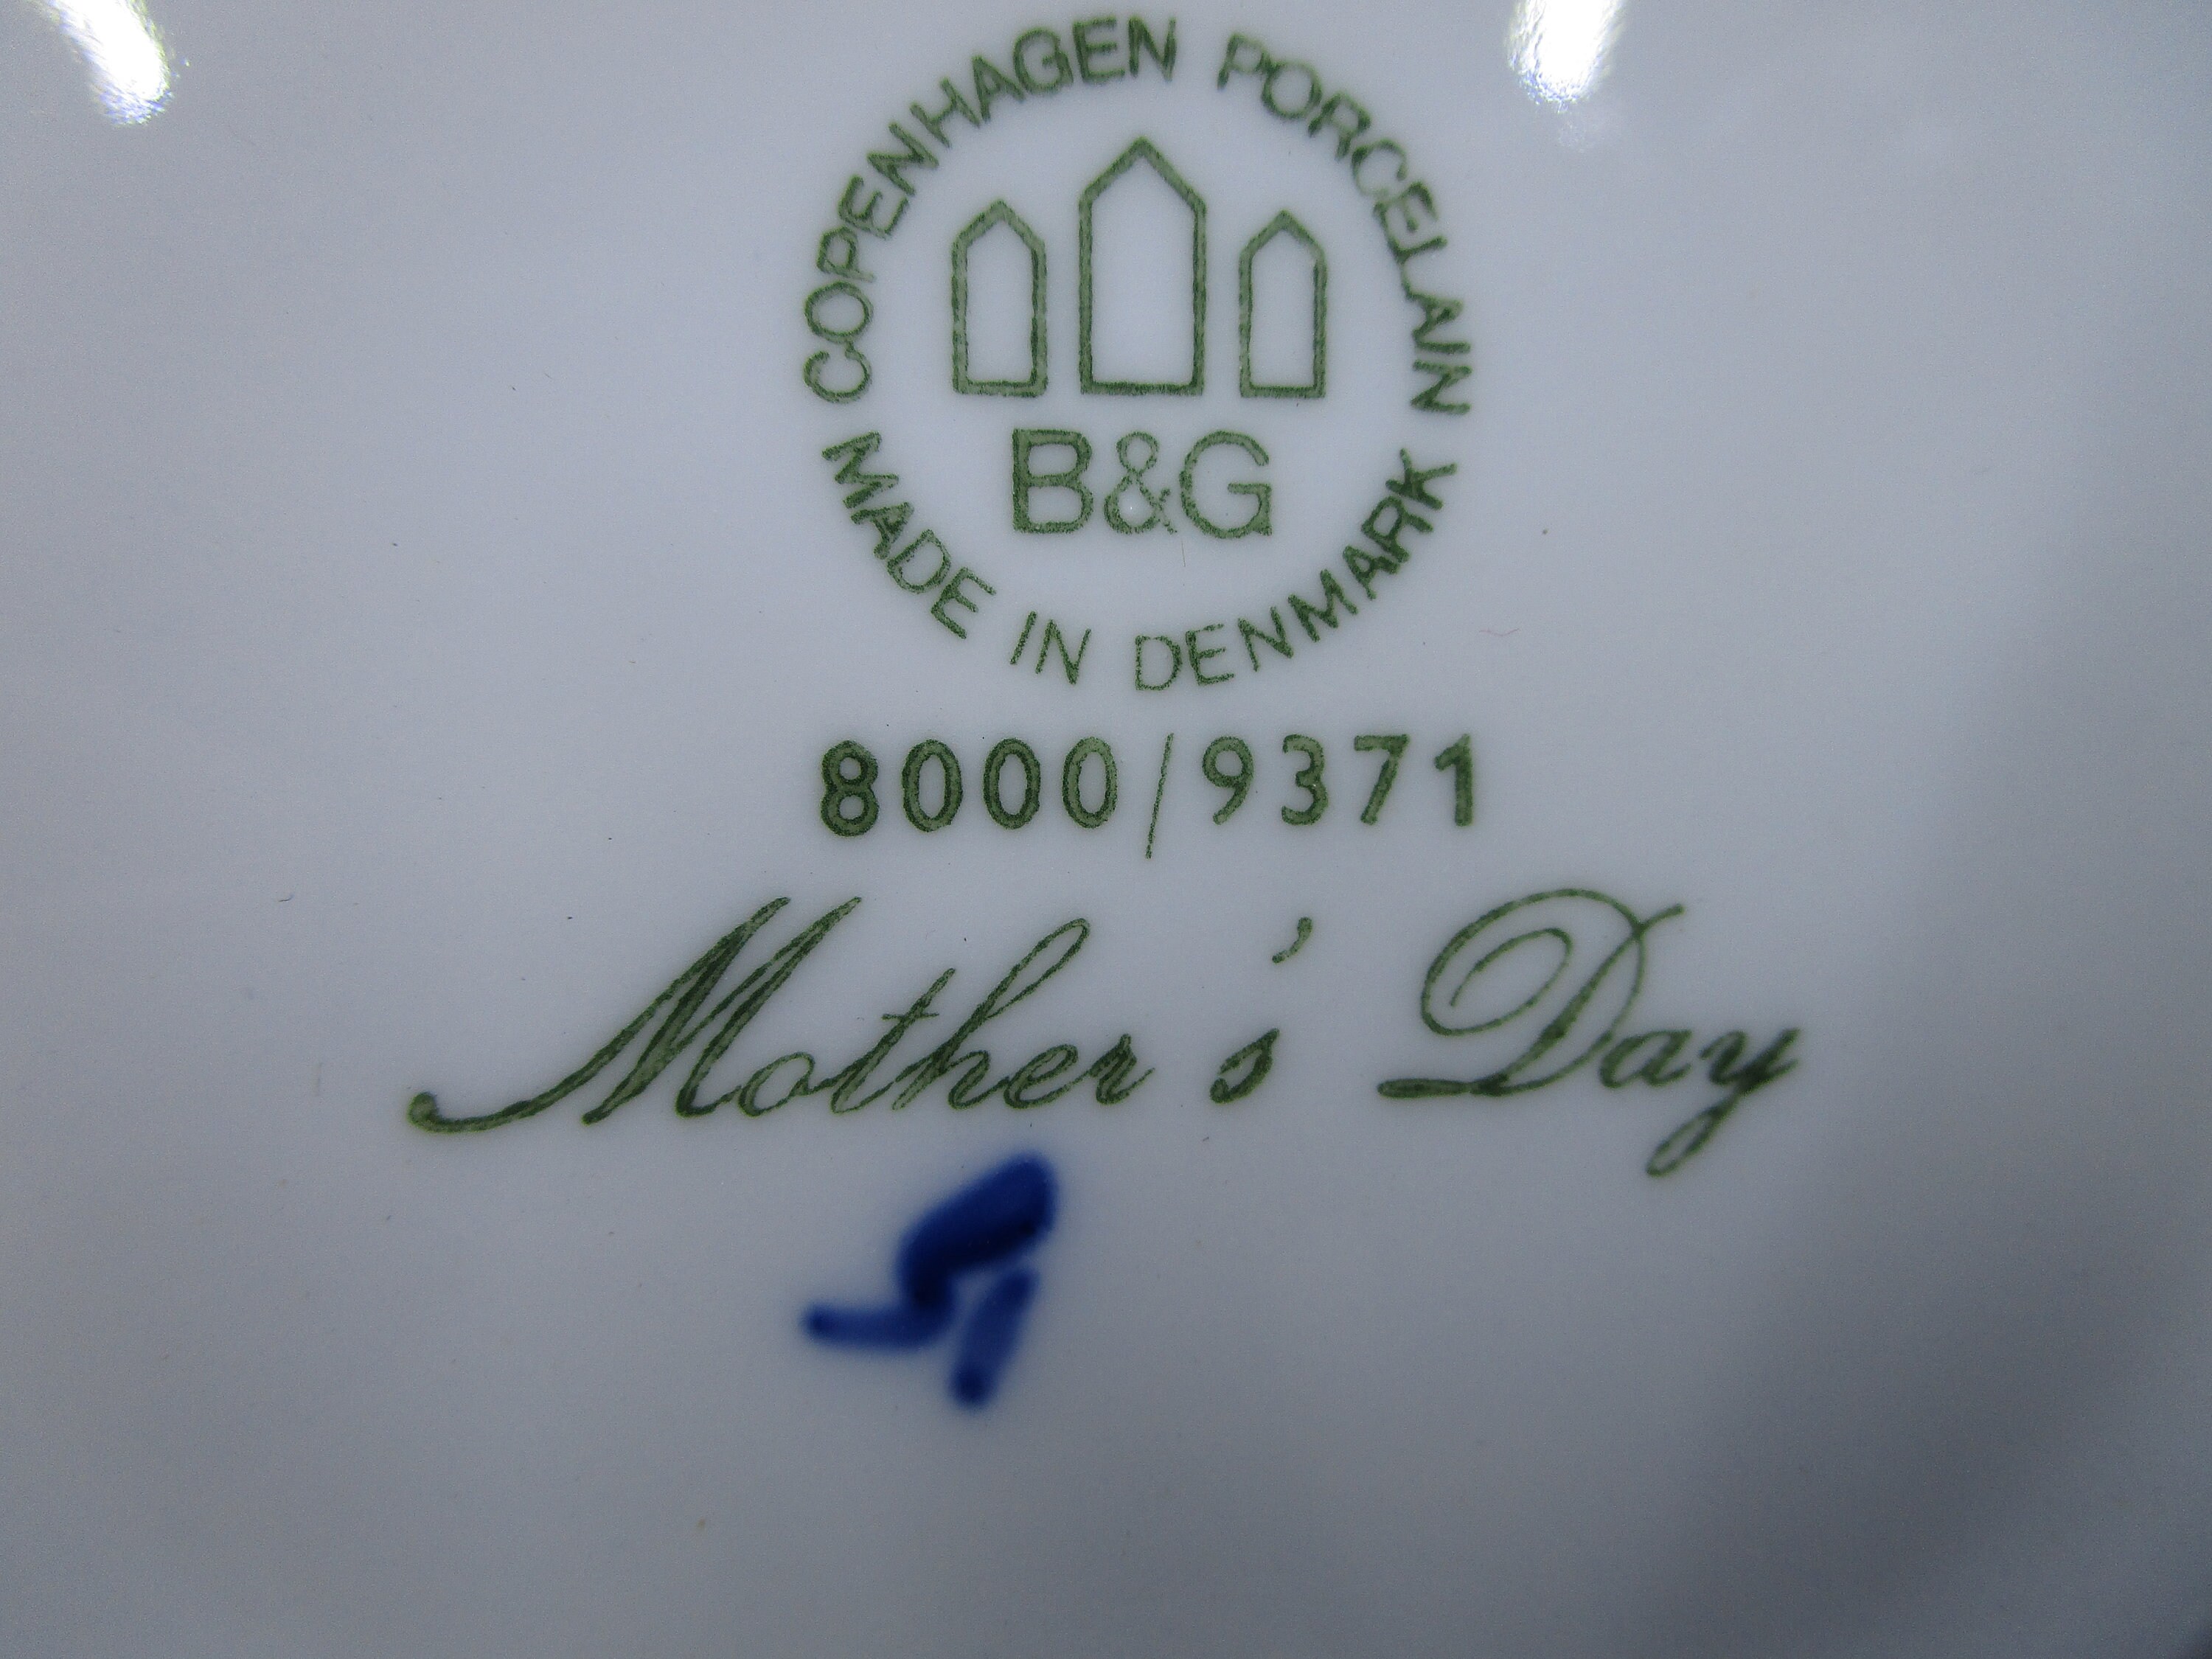 COPENHAGEN PORCELAIN
B&G
MADE IN DENMARK
8000/9371
Mother's Day